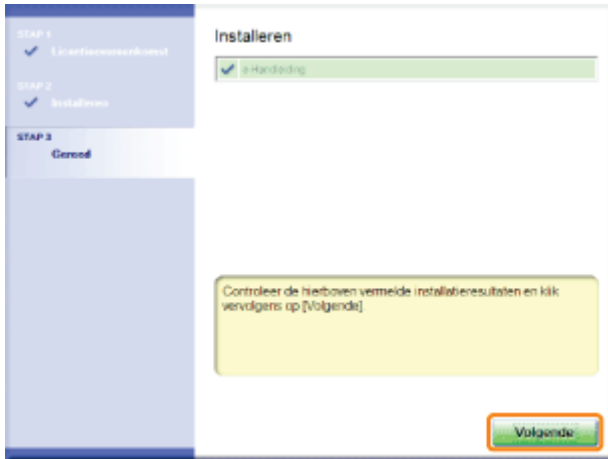 STAP 1
Licentieovereenkomst
STAP 2
Installeren
STAP 3
Gereed
Installeren
e-Handleiding
Controleer de hierboven vermelde installatieresultaten en klik
vervolgens op [Volgende]
Volgende